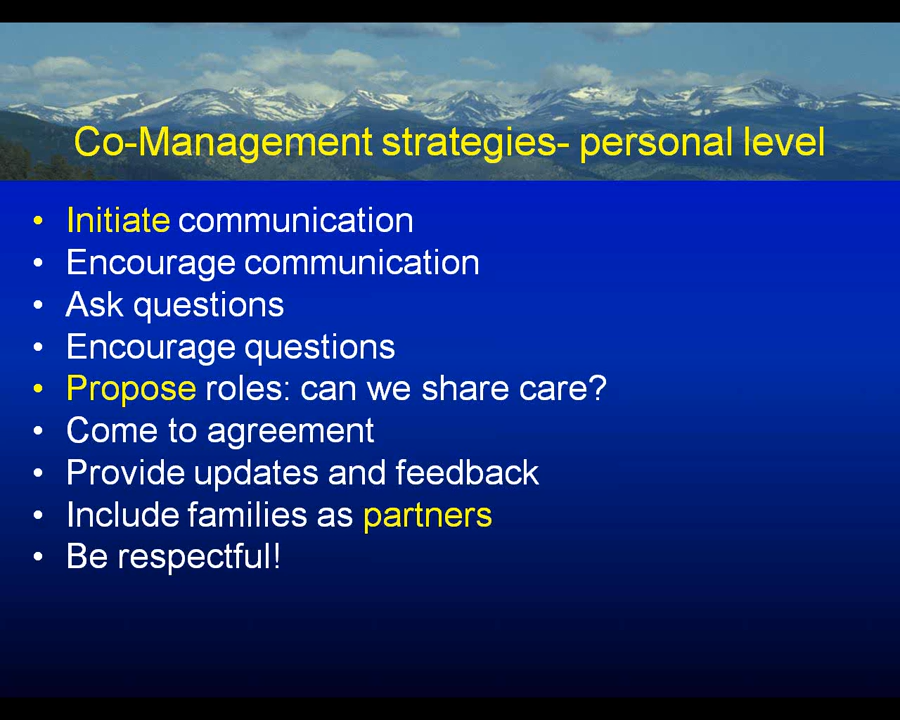 Co-Management strategies- personal level
• Initiate communication
• Encourage communication
• Ask questions
• Encourage questions
• Propose roles: can we share care?
• Come to agreement
• Provide updates and feedback
• Include families as partners
• Be respectful!